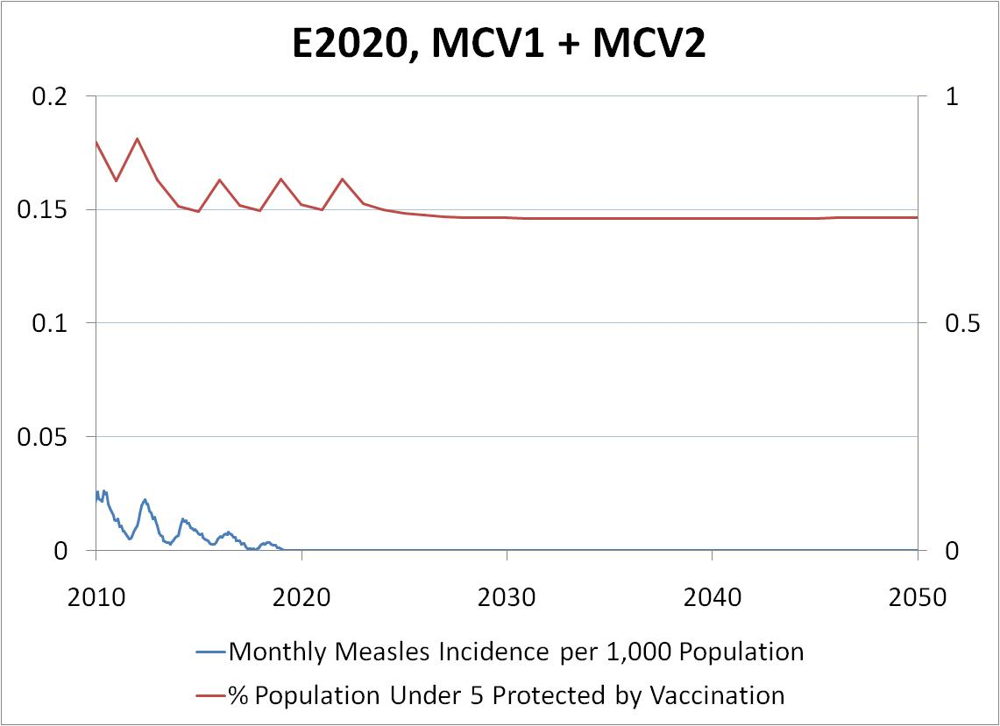 E2020, MCV1 + MCV2
0.2
1
0.15
0.1
0.5
0.05
0
0
2010 2020 2030 2040 2050
Monthly Measles Incidence per 1,000 Population
% Population Under 5 Protected by Vaccination